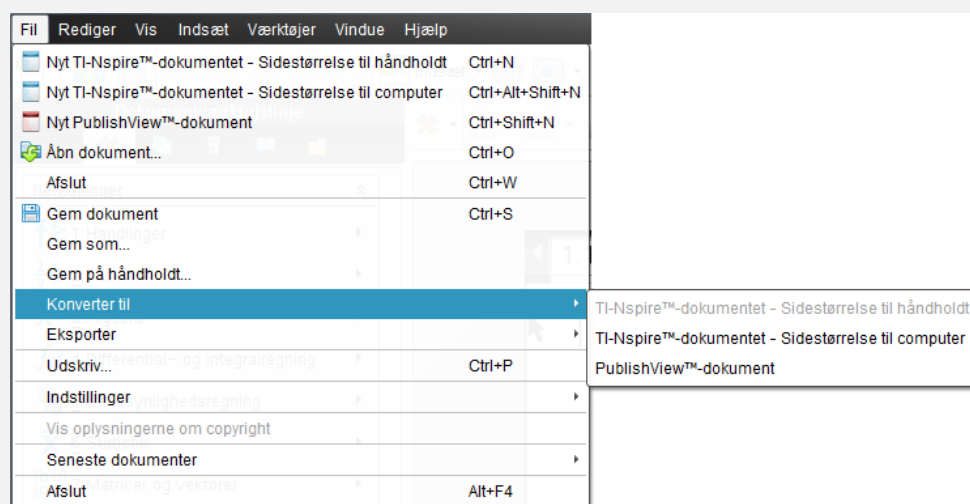 Fil Rediger Vis Indsæt Værktøjer Vindue Hjælp
Nyt TI-Nspire™-dokumentet - Sidestørrelse til håndholdt Ctrl+N
Nyt TI-Nspire™-dokumentet - Sidestørrelse til computer Ctrl+Alt+Shift+N
Nyt PublishView™-dokument Ctrl+Shift+N
Åbn dokument... Ctrl+O
Afslut Ctrl+W
Gem dokument Ctrl+S
Gem som...
Gem på håndholdt...
Konverter til
TI-Nspire™-dokumentet - Sidestørrelse til håndholdt
TI-Nspire™-dokumentet - Sidestørrelse til computer
PublishView™-dokument
Eksporter
Udskriv... Ctrl+P
Indstillinger
Vis oplysningerne om copyright
Seneste dokumenter
Afslut Alt+F4